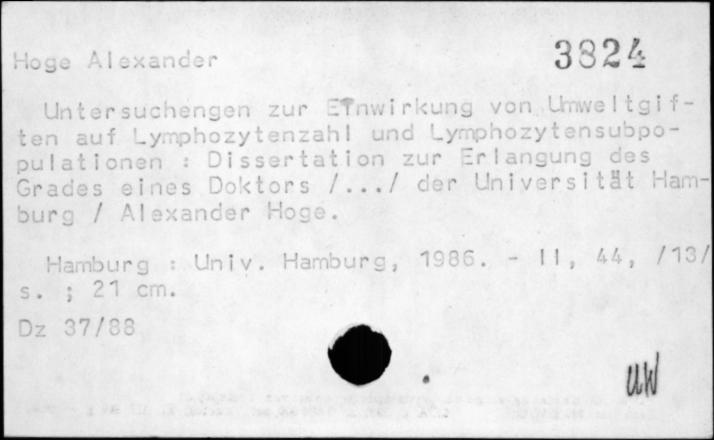 Hoge Alexander 3824
Untersuchengen zur Einwirkung von Umweltgif-
ten auf Lymphozytenzahl und Lymphozytensubpo-
pulationen : Dissertation zur Erlangung des
Grades eines Doktors /.../ der Universität Ham-
burg / Alexander Hoge.
Hamburg : Univ. Hamburg, 1986. - II, 44, /13/
s. ; 21 cm.
Dz 37/88
UW